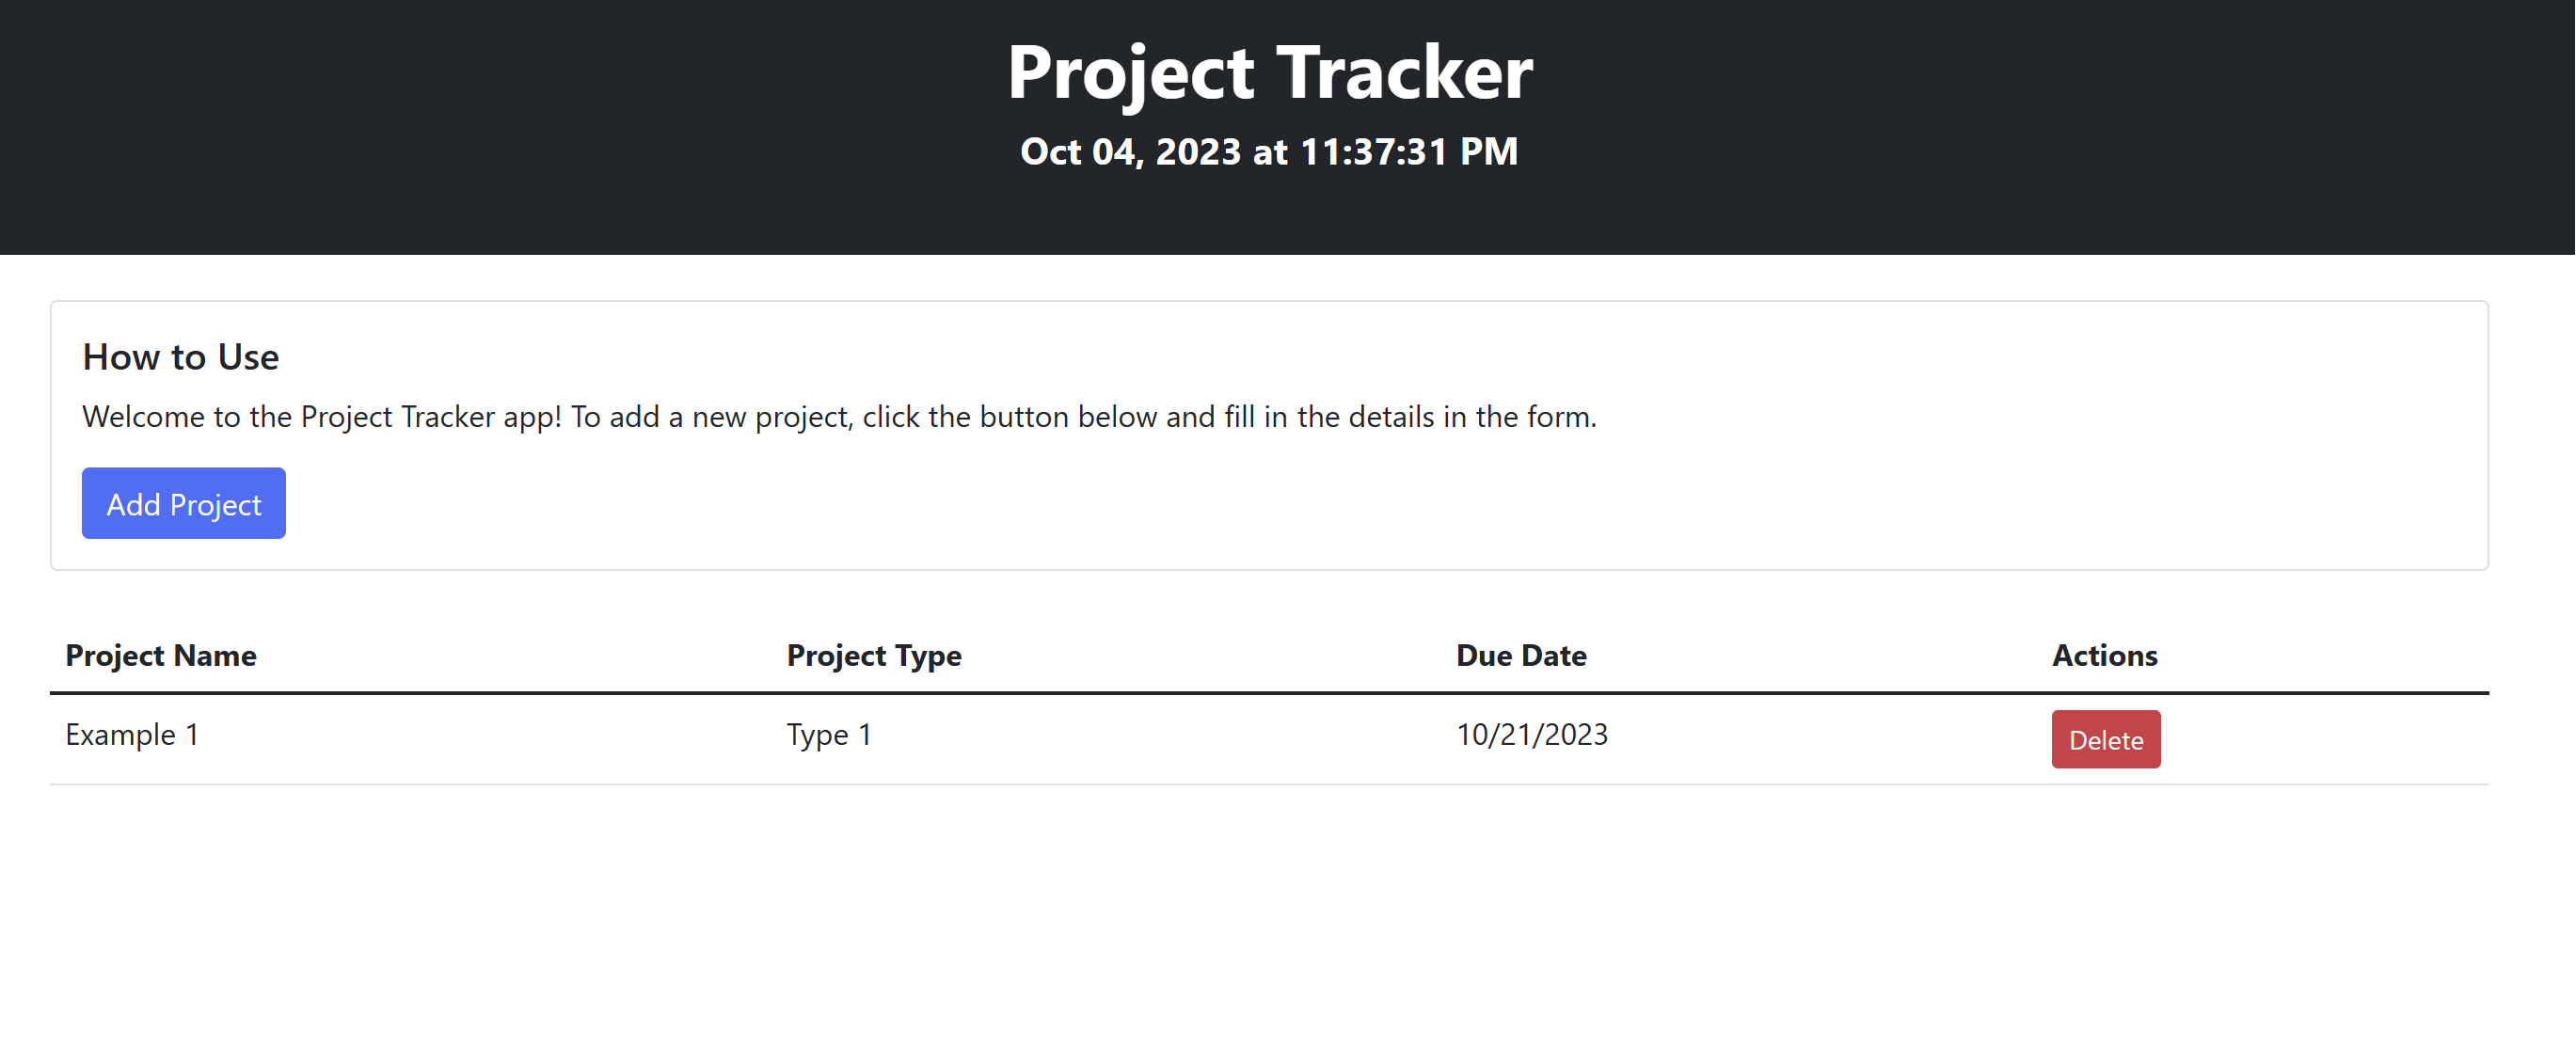 Project Tracker
Oct 04, 2023 at 11:37:31 PM
How to Use
Welcome to the Project Tracker app! To add a new project, click the button below and fill in the details in the form.
Add Project
Project Name Project Type Due Date Actions
Example 1 Type 1 10/21/2023 Delete